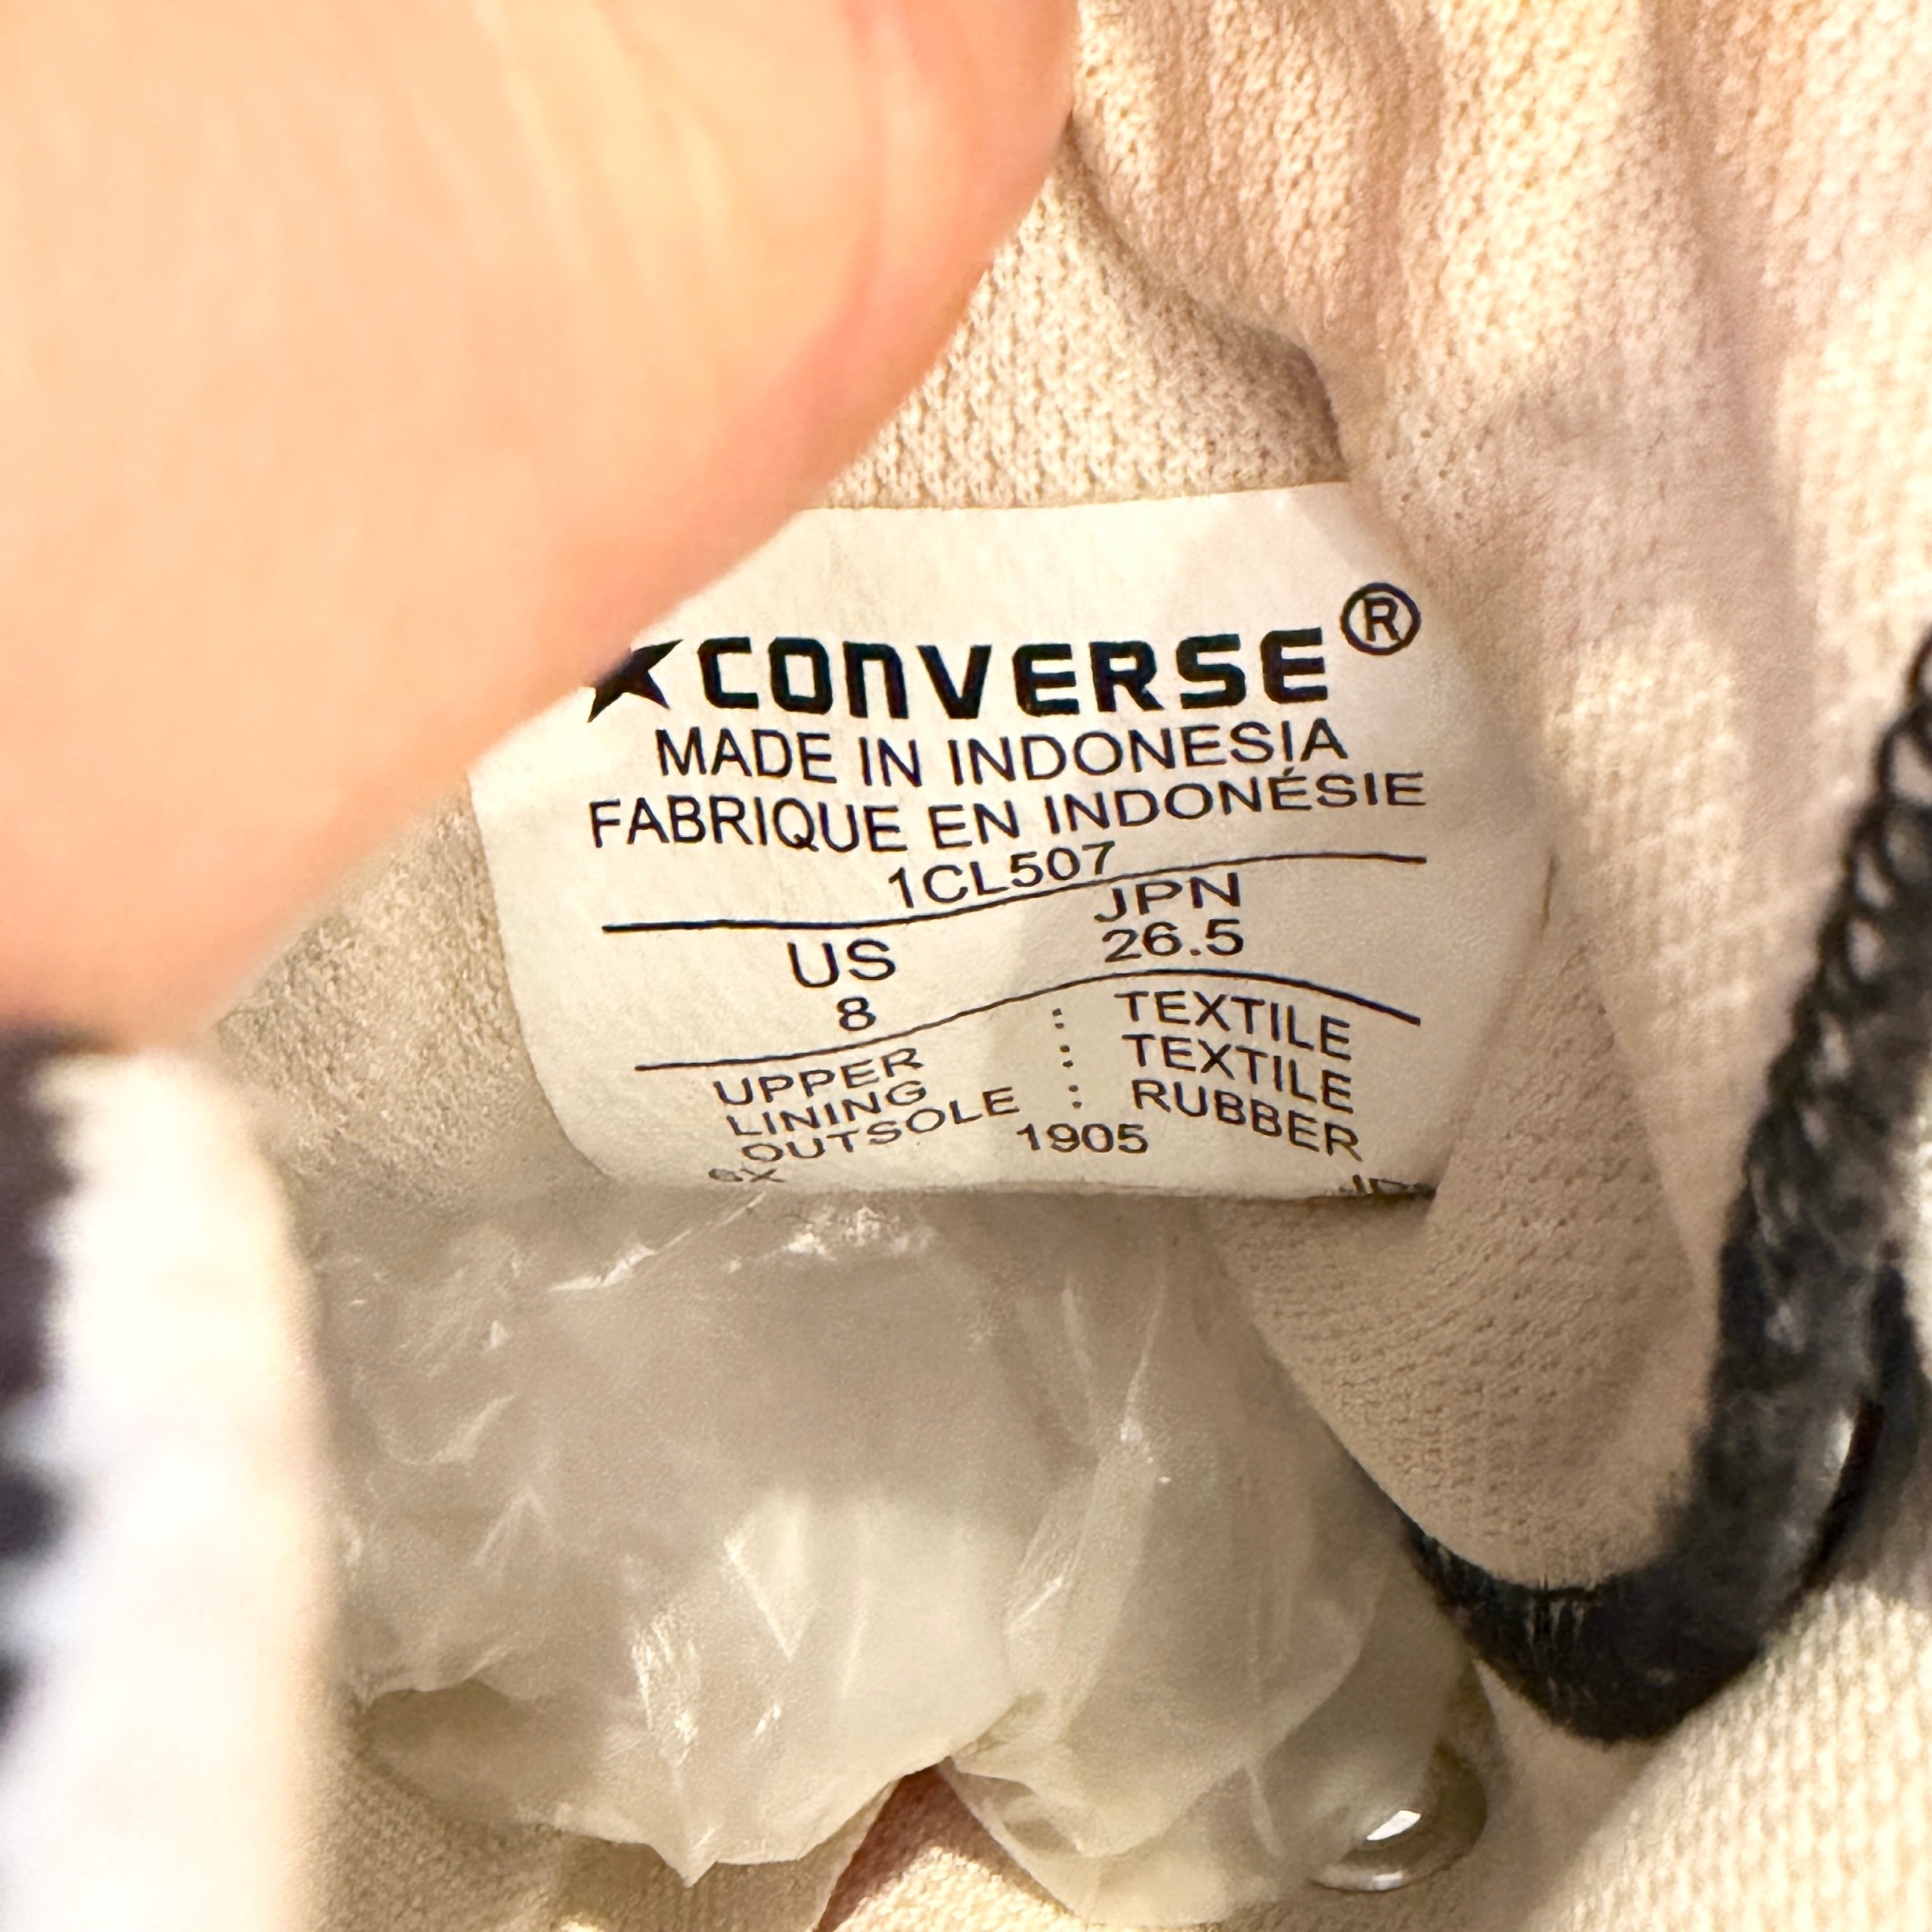 ★CONVERSE®
MADE IN INDONESIA
FABRIQUE EN INDONÉSIE
1CL507
US JPN
8 26.5
UPPER : TEXTILE
LINING : TEXTILE
OUTSOLE : RUBBER
1905